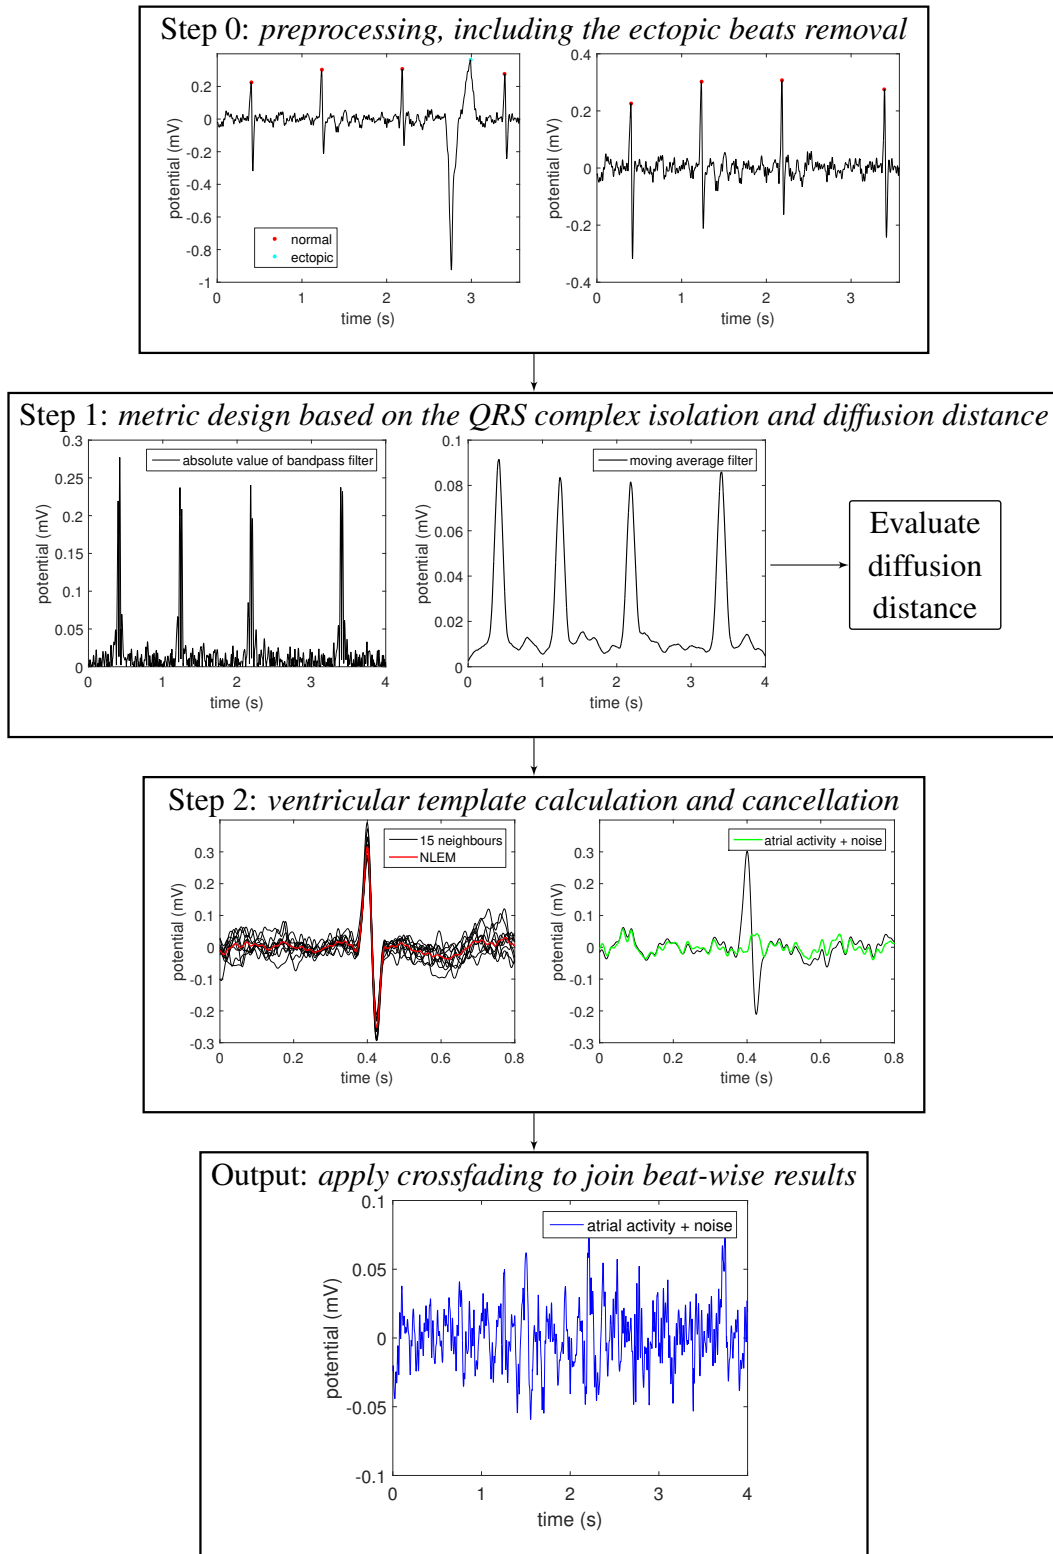 Step 0: preprocessing, including the ectopic beats removal
potential (mV)
0.2
0
-0.2
-0.4
-0.6
-0.8
-1
normal
ectopic
0
1
2
3
time (s)
potential (mV)
0.4
0.2
0
-0.2
-0.4
0
1
2
3
time (s)
Step 1: metric design based on the QRS complex isolation and diffusion distance
potential (mV)
0.3
0.25
0.2
0.15
0.1
0.05
0
absolute value of bandpass filter
0
1
2
3
4
time (s)
potential (mV)
0.1
0.08
0.06
0.04
0.02
0
moving average filter
0
1
2
3
4
time (s)
Evaluate
diffusion
distance
Step 2: ventricular template calculation and cancellation
potential (mV)
0.3
0.2
0.1
0
-0.1
-0.2
-0.3
15 neighbours
NLEM
0
0.2
0.4
0.6
0.8
time (s)
potential (mV)
0.3
0.2
0.1
0
-0.1
-0.2
-0.3
atrial activity + noise
0
0.2
0.4
0.6
0.8
time (s)
Output: apply crossfading to join beat-wise results
potential (mV)
0.1
0.05
0
-0.05
-0.1
atrial activity + noise
0
1
2
3
4
time (s)